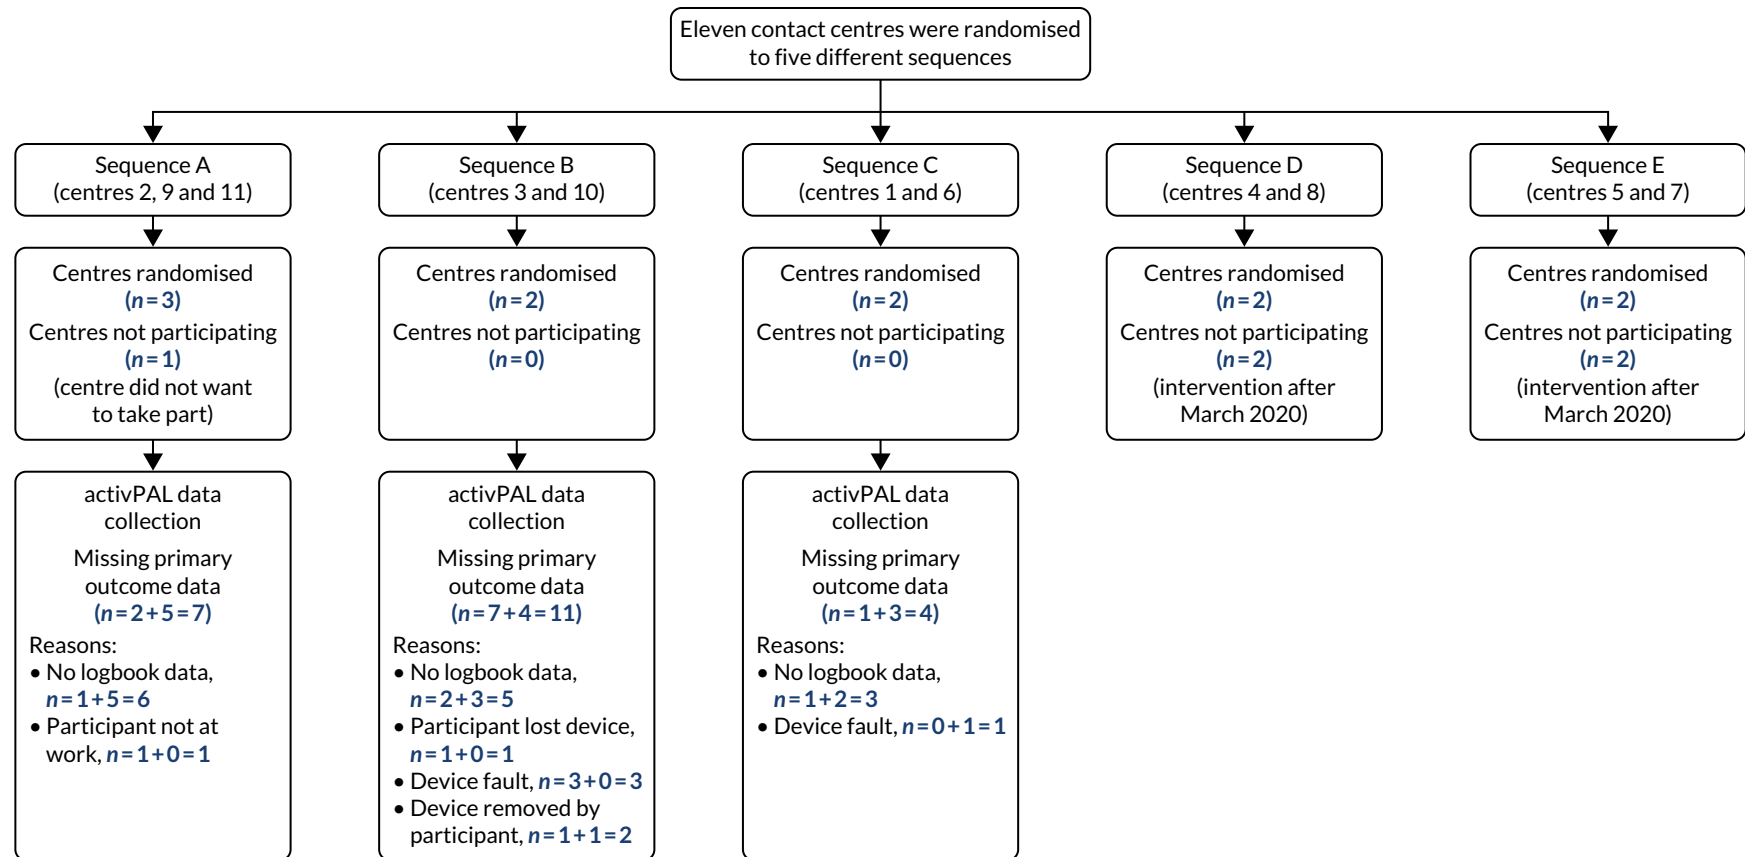 Eleven contact centres were randomised
to five different sequences
Sequence A
(centres 2, 9 and 11)
Sequence B
(centres 3 and 10)
Sequence C
(centres 1 and 6)
Sequence D
(centres 4 and 8)
Sequence E
(centres 5 and 7)
Centres randomised
(n=3)
Centres not participating
(n=1)
(centre did not want
to take part)
Centres randomised
(n=2)
Centres not participating
(n=0)
Centres randomised
(n=2)
Centres not participating
(n=0)
Centres randomised
(n=2)
Centres not participating
(n=2)
(intervention after
March 2020)
Centres randomised
(n=2)
Centres not participating
(n=2)
(intervention after
March 2020)
activPAL data
collection
Missing primary
outcome data
(n=2+5=7)
Reasons:
• No logbook data,
n=1+5=6
• Participant not at
work, n=1+0=1
activPAL data
collection
Missing primary
outcome data
(n=7+4=11)
Reasons:
• No logbook data,
n=2+3=5
• Participant lost device,
n=1+0=1
• Device fault, n=3+0=3
• Device removed by
participant, n=1+1=2
activPAL data
collection
Missing primary
outcome data
(n=1+3=4)
Reasons:
• No logbook data,
n=1+2=3
• Device fault, n=0+1=1